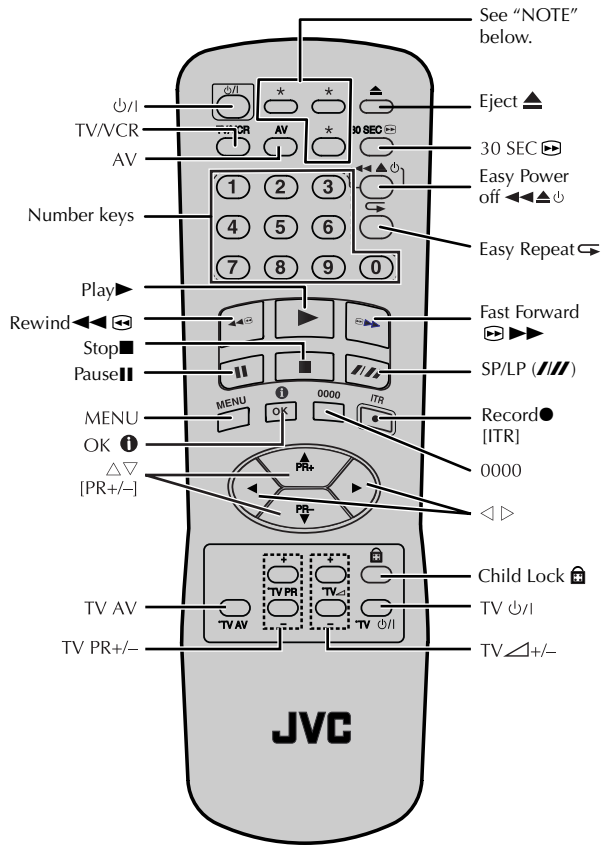 See “NOTE”
below.
⏻/I
⏻/I
*
*
Eject
TV/VCR
TV/VCR
AV
*
30 SEC
30 SEC
AV
Easy Power
off
1 2 3
Number keys
4 5 6
Easy Repeat
7 8 9 0
Play
Rewind
Fast Forward
Stop
Pause
SP/LP (
)
MENU
OK
0000
ITR
MENU
Record
[ITR]
OK
0000
PR+
[PR+/–]
PR–
Child Lock
+
+
TV PR
TV
TV AV
TV AV
–
–
TV ⏻/I
TV ⏻/I
TV PR+/–
TV +/–
JVC